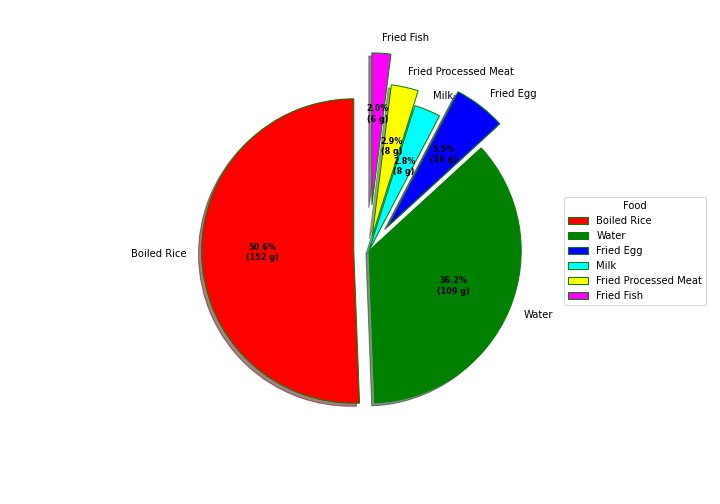 Fried Fish
Fried Processed Meat
Milk
Fried Egg
2.0%
(6 g)
2.9%
(8 g)
2.8%
(8 g)
5.5%
(16 g)
Boiled Rice
50.6%
(152 g)
36.2%
(109 g)
Water
Food
Boiled Rice
Water
Fried Egg
Milk
Fried Processed Meat
Fried Fish